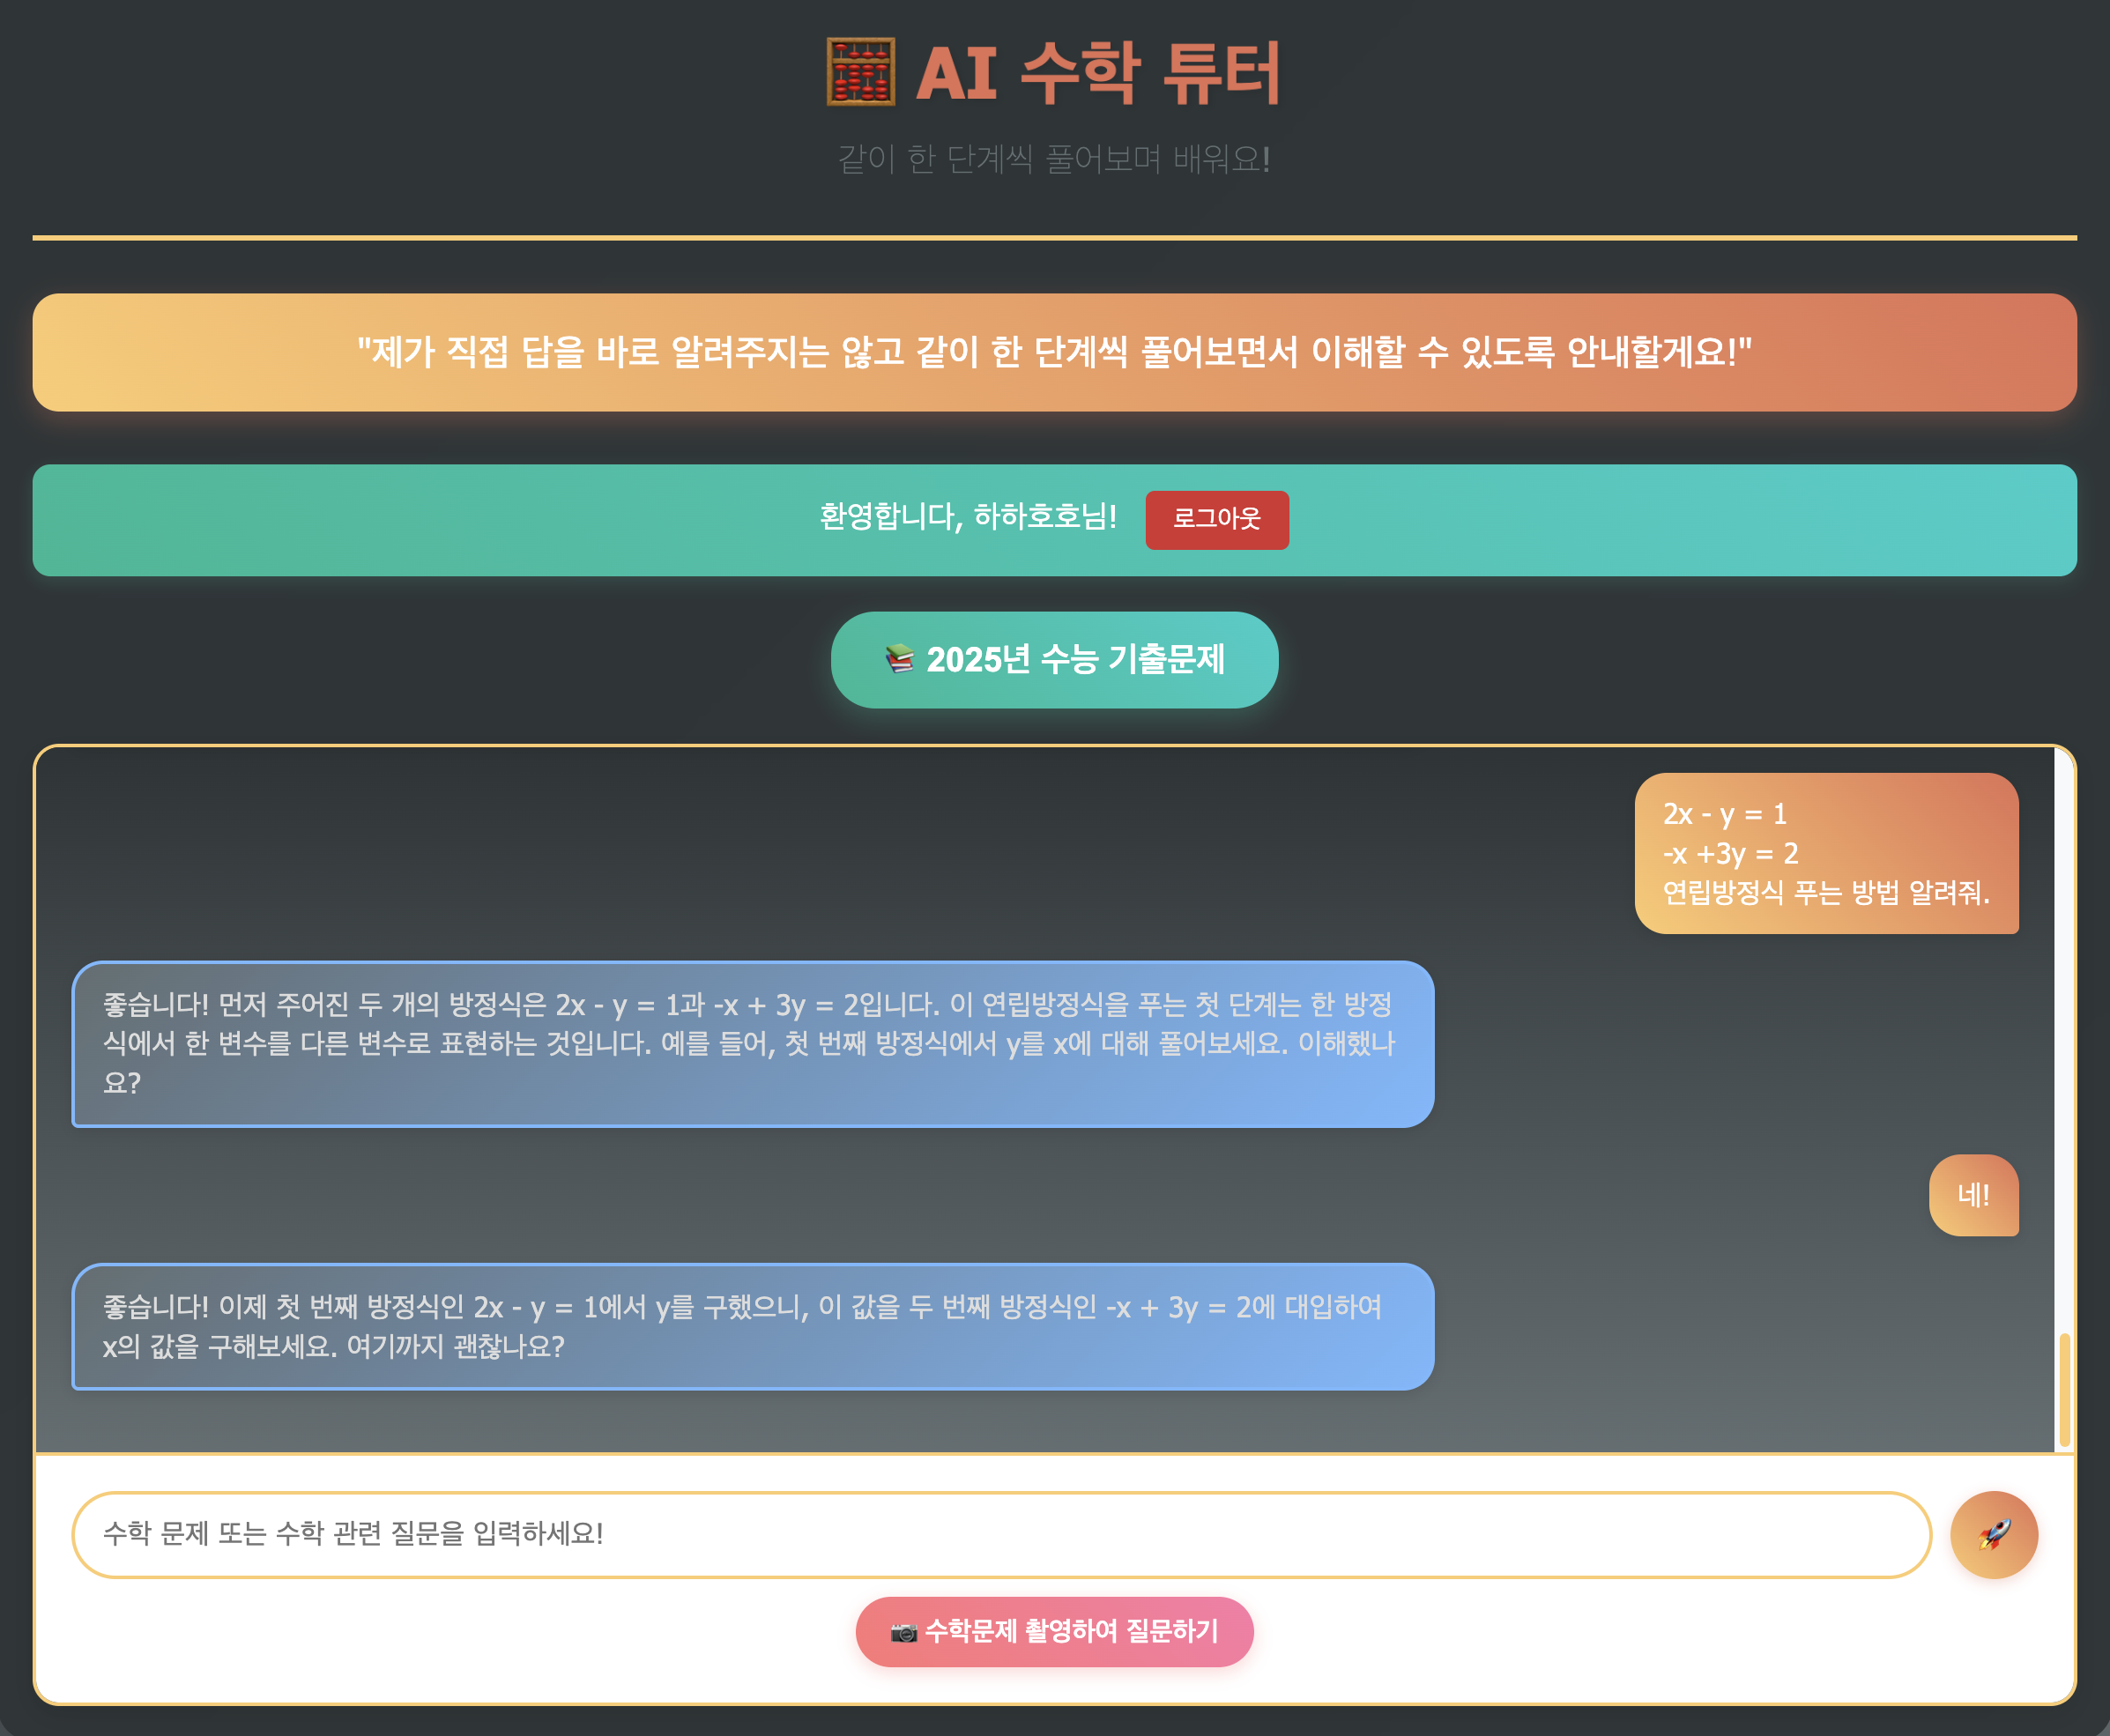 AI 수학 튜터
같이 한 단계씩 풀어보며 배워요!
"제가 직접 답을 바로 알려주지는 않고 같이 한 단계씩 풀어보면서 이해할 수 있도록 안내할게요!"
환영합니다, 하하호호님! 로그아웃
📚 2025년 수능 기출문제
2x - y = 1
-x +3y = 2
연립방정식 푸는 방법 알려줘.
좋습니다! 먼저 주어진 두 개의 방정식은 2x - y = 1과 -x + 3y = 2입니다. 이 연립방정식을 푸는 첫 단계는 한 방정
식에서 한 변수를 다른 변수로 표현하는 것입니다. 예를 들어, 첫 번째 방정식에서 y를 x에 대해 풀어보세요. 이해했나
요?
네!
좋습니다! 이제 첫 번째 방정식인 2x - y = 1에서 y를 구했으니, 이 값을 두 번째 방정식인 -x + 3y = 2에 대입하여
x의 값을 구해보세요. 여기까지 괜찮나요?
수학 문제 또는 수학 관련 질문을 입력하세요!
📷 수학문제 촬영하여 질문하기